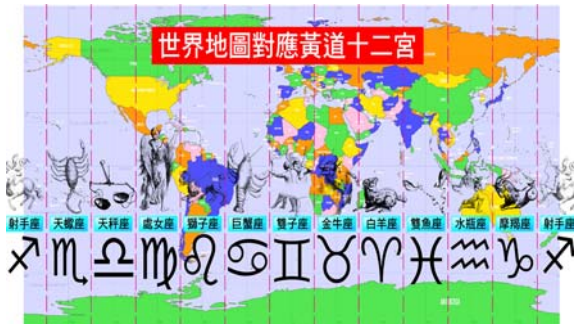 世界地圖對應黃道十二宮
射手座 天蠍座 天秤座 處女座 獅子座 巨蟹座 雙子座 金牛座 白羊座 雙魚座 水瓶座 摩羯座 射手座
♐ ♏ ♎ ♍ ♌ ♋ ♊ ♉ ♈ ♓ ♒ ♑ ♐